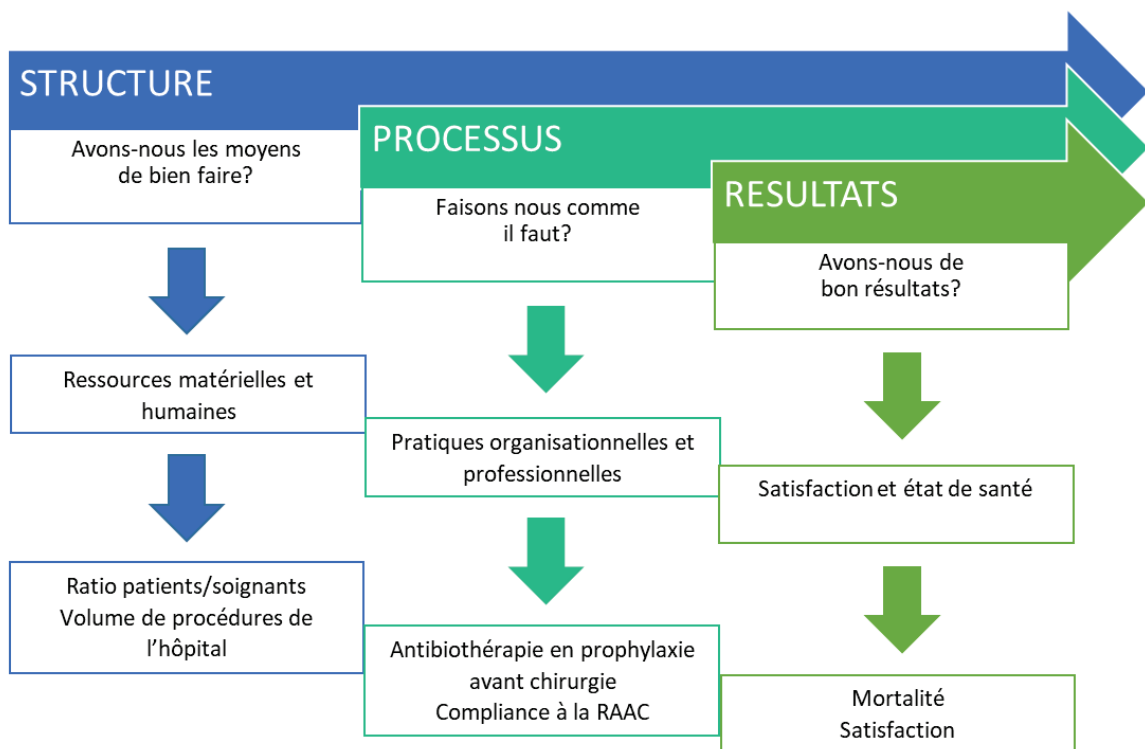 STRUCTURE
Avons-nous les moyens
de bien faire?
Ressources matérielles et
humaines
Ratio patients/soignants
Volume de procédures de
l'hôpital
PROCESSUS
Faisons nous comme
il faut?
Pratiques organisationnelles et
professionnelles
Antibiothérapie en prophylaxie
avant chirurgie
Compliance à la RAAC
RESULTATS
Avons-nous de
bon résultats?
Satisfaction et état de santé
Mortalité
Satisfaction